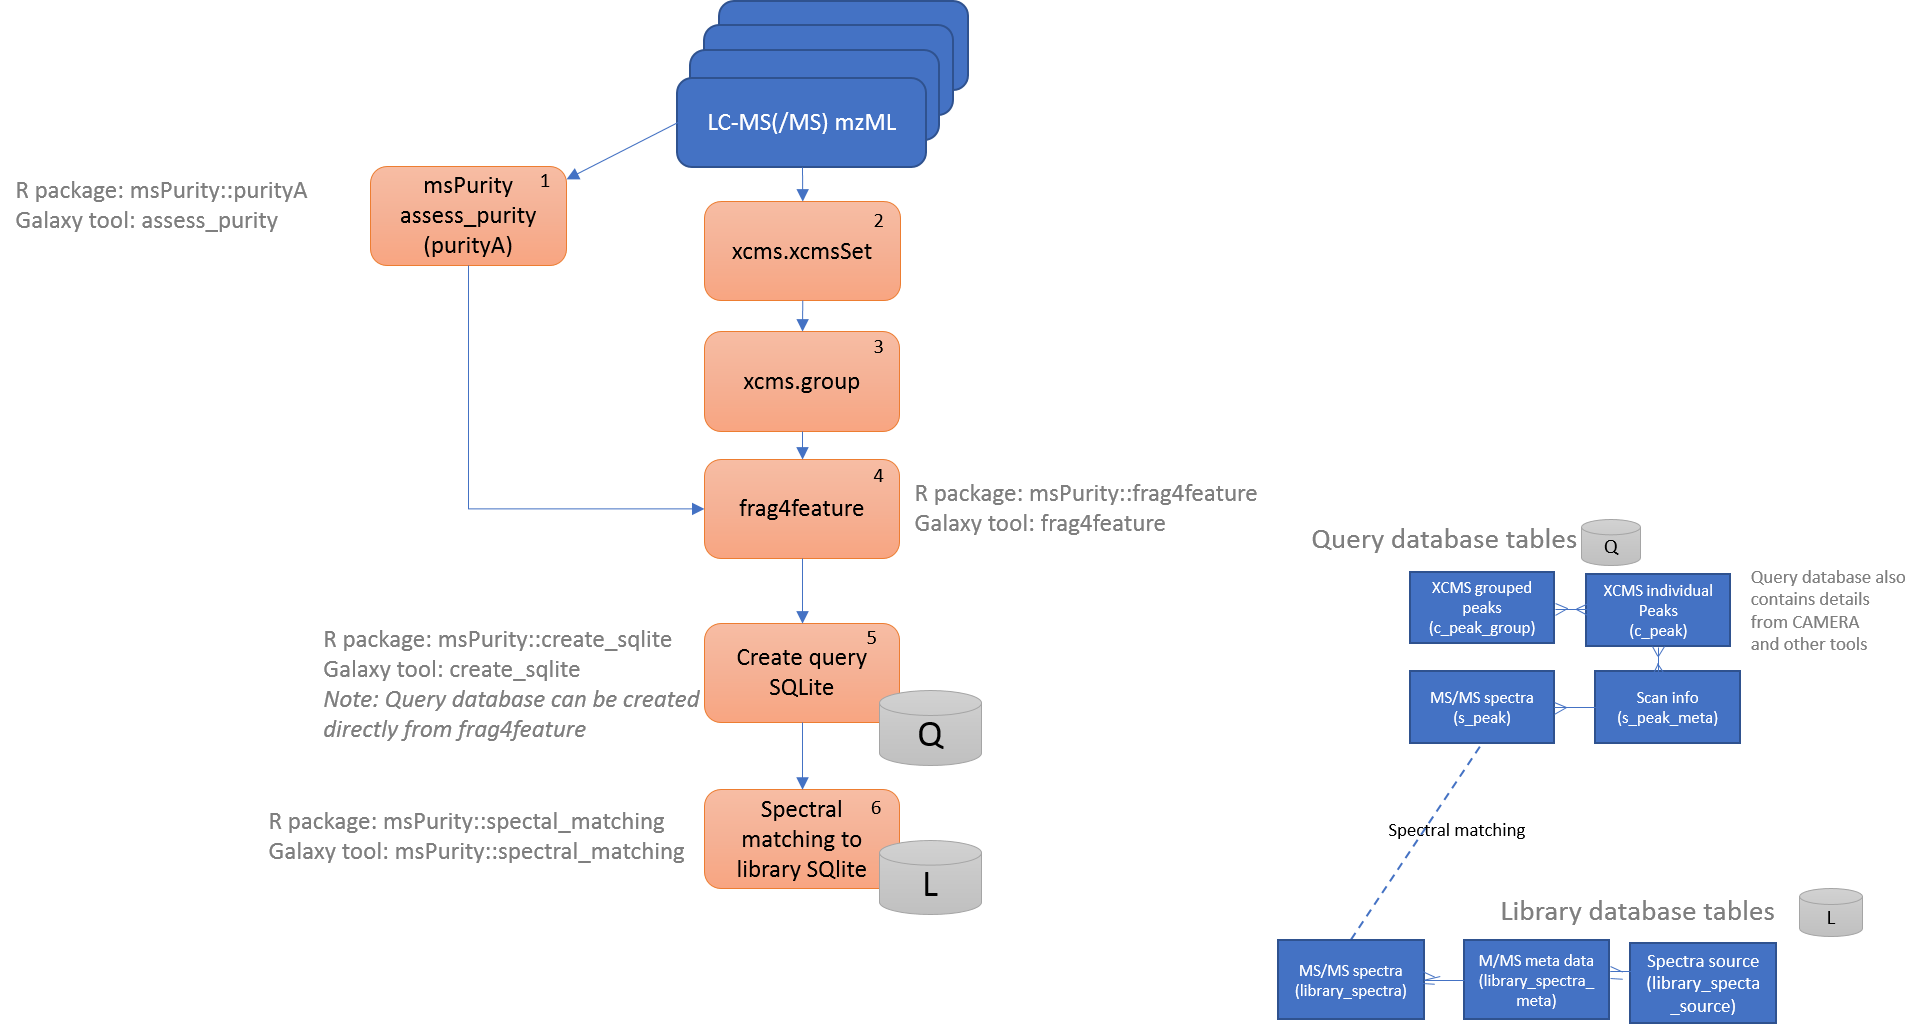 LC-MS(/MS) mzML
R package: msPurity::purityA
Galaxy tool: assess_purity
1
msPurity
assess_purity
(purityA)
2
xcms.xcmsSet
3
xcms.group
4
frag4feature
R package: msPurity::frag4feature
Galaxy tool: frag4feature
R package: msPurity::create_sqlite
Galaxy tool: create_sqlite
Note: Query database can be created
directly from frag4feature
5
Create query
SQLite
Q
R package: msPurity::spectal_matching
Galaxy tool: msPurity::spectral_matching
6
Spectral
matching to
library SQlite
L
Query database tables
Q
XCMS grouped
peaks
(c_peak_group)
XCMS individual
Peaks
(c_peak)
Query database also
contains details
from CAMERA
and other tools
MS/MS spectra
(s_peak)
Scan info
(s_peak_meta)
Spectral matching
Library database tables
L
MS/MS spectra
(library_spectra)
M/MS meta data
(library_spectra_
meta)
Spectra source
(library_specta
_source)